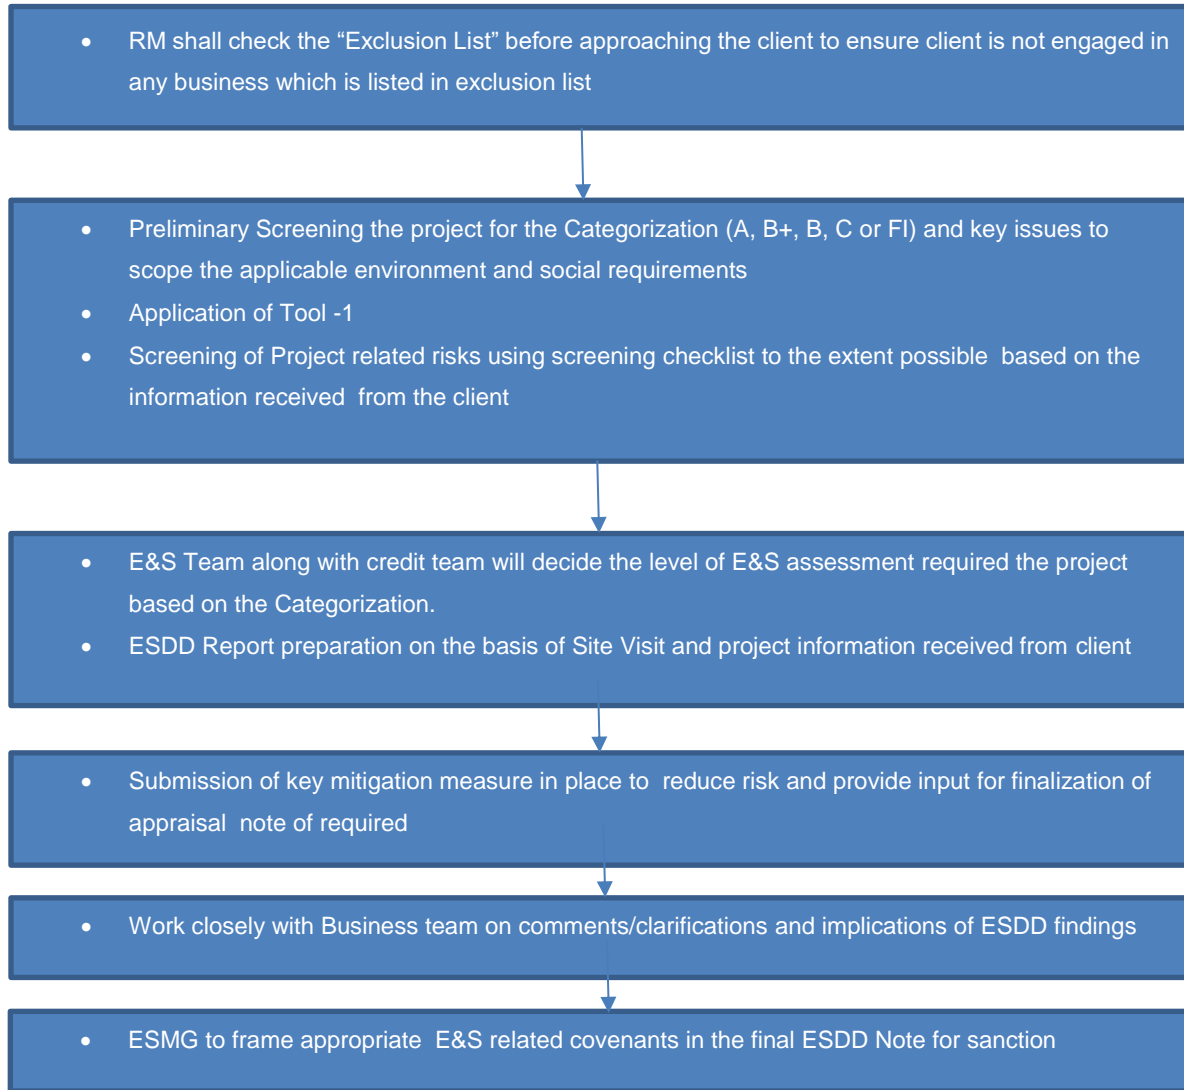 • RM shall check the “Exclusion List” before approaching the client to ensure client is not engaged in
any business which is listed in exclusion list
• Preliminary Screening the project for the Categorization (A, B+, B, C or FI) and key issues to
scope the applicable environment and social requirements
• Application of Tool -1
• Screening of Project related risks using screening checklist to the extent possible based on the
information received from the client
• E&S Team along with credit team will decide the level of E&S assessment required the project
based on the Categorization.
• ESDD Report preparation on the basis of Site Visit and project information received from client
• Submission of key mitigation measure in place to reduce risk and provide input for finalization of
appraisal note of required
• Work closely with Business team on comments/clarifications and implications of ESDD findings
• ESMG to frame appropriate E&S related covenants in the final ESDD Note for sanction